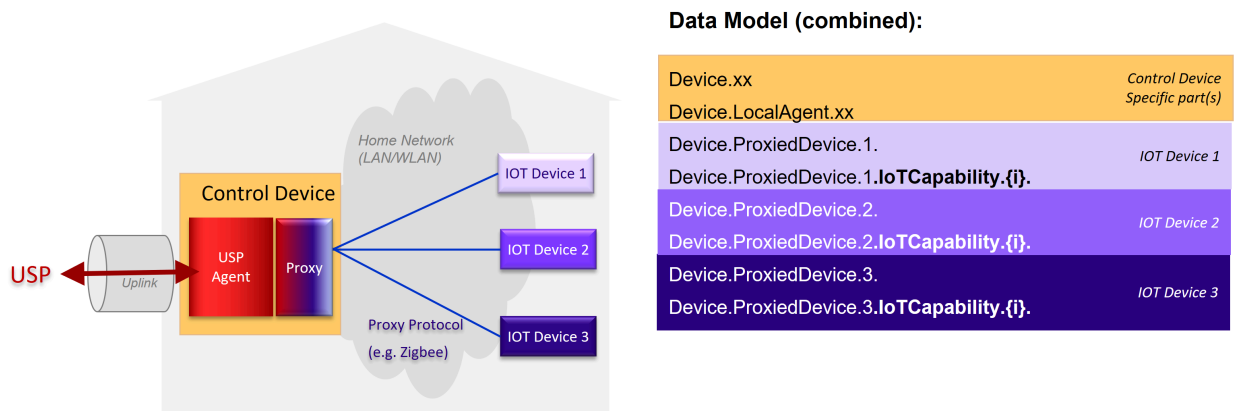 Data Model (combined):
Home Network
(LAN/WLAN)
IOT Device 1
Control Device
USP
Agent
Proxy
IOT Device 2
USP
Uplink
Proxy Protocol
(e.g. Zigbee)
IOT Device 3
Device.xx
Device.LocalAgent.xx
Control Device
Specific part(s)
Device.ProxiedDevice.1.
Device.ProxiedDevice.1.IoTCapability.{i}.
IOT Device 1
Device.ProxiedDevice.2.
Device.ProxiedDevice.2.IoTCapability.{i}.
IOT Device 2
Device.ProxiedDevice.3.
Device.ProxiedDevice.3.IoTCapability.{i}.
IOT Device 3